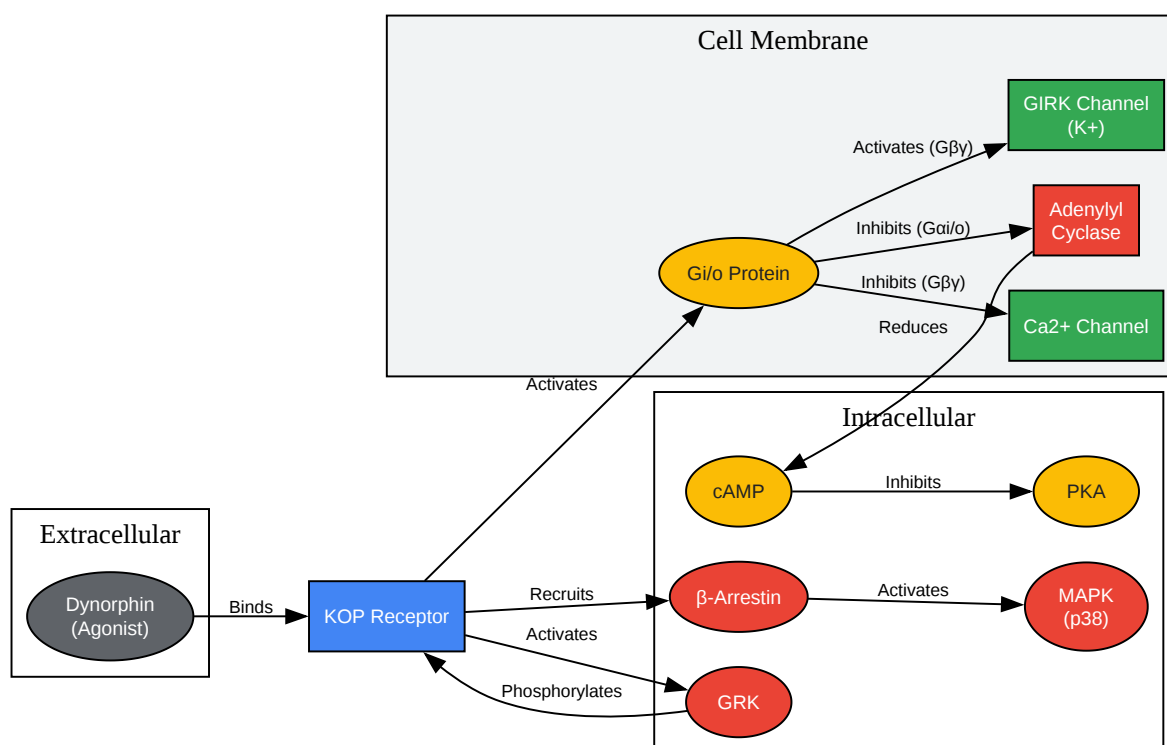 Cell Membrane
GIRK Channel
(K+)
Activates (Gβγ)
Adenylyl
Cyclase
Inhibits (Gαi/o)
Gi/o Protein
Inhibits (Gβγ)
Ca2+ Channel
Reduces
Activates
Intracellular
cAMP
Inhibits
PKA
Extracellular
Dynorphin
(Agonist)
Binds
KOP Receptor
Recruits
β-Arrestin
Activates
MAPK
(p38)
Activates
Phosphorylates
GRK